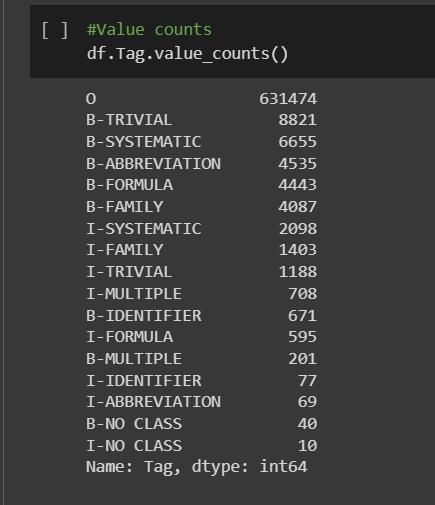 [ ] #Value counts
df.Tag.value_counts()
O 631474
B-TRIVIAL 8821
B-SYSTEMATIC 6655
B-ABBREVIATION 4535
B-FORMULA 4443
B-FAMILY 4087
I-SYSTEMATIC 2098
I-FAMILY 1403
I-TRIVIAL 1188
I-MULTIPLE 708
B-IDENTIFIER 671
I-FORMULA 595
B-MULTIPLE 201
I-IDENTIFIER 77
I-ABBREVIATION 69
B-NO CLASS 40
I-NO CLASS 10
Name: Tag, dtype: int64